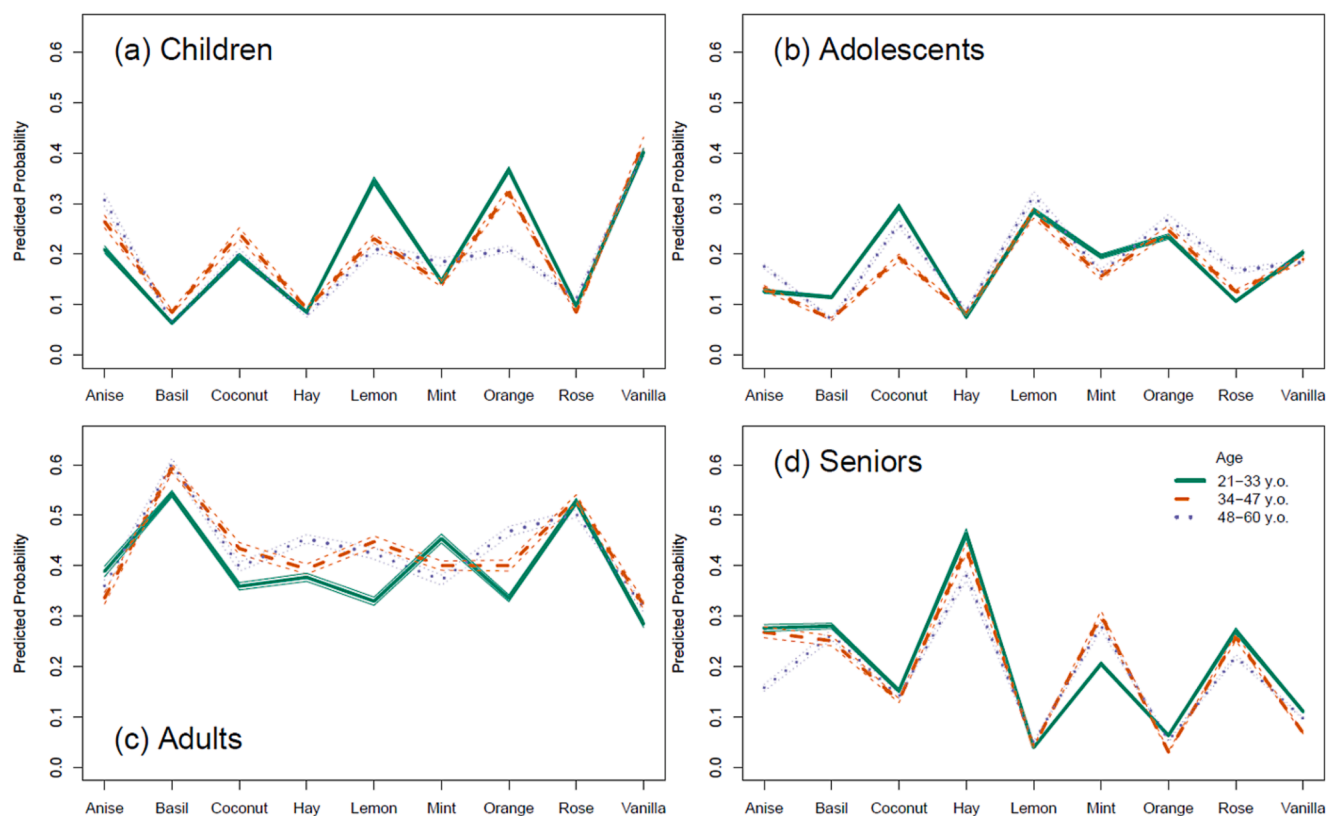 (a) Children
Predicted Probability
0.6
0.5
0.4
0.3
0.2
0.1
0.0
Anise Basil Coconut Hay Lemon Mint Orange Rose Vanilla
(b) Adolescents
Predicted Probability
0.6
0.5
0.4
0.3
0.2
0.1
0.0
Anise Basil Coconut Hay Lemon Mint Orange Rose Vanilla
(c) Adults
Predicted Probability
0.6
0.5
0.4
0.3
0.2
0.1
0.0
Anise Basil Coconut Hay Lemon Mint Orange Rose Vanilla
(d) Seniors
Age
21-33 y.o.
34-47 y.o.
48-60 y.o.
Predicted Probability
0.6
0.5
0.4
0.3
0.2
0.1
0.0
Anise Basil Coconut Hay Lemon Mint Orange Rose Vanilla